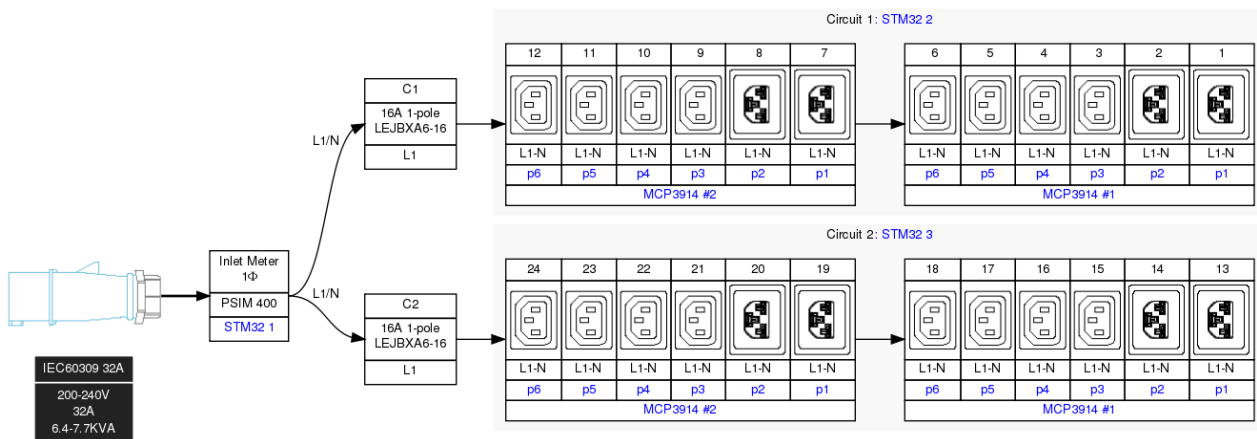 Circuit 1: STM32 2
12 11 10 9 8 7
6 5 4 3 2 1
L1-N L1-N L1-N L1-N L1-N L1-N
L1-N L1-N L1-N L1-N L1-N L1-N
p6 p5 p4 p3 p2 p1
p6 p5 p4 p3 p2 p1
MCP3914 #2
MCP3914 #1
C1
16A 1-pole
LEJBXA6-16
L1
L1/N
Circuit 2: STM32 3
24 23 22 21 20 19
18 17 16 15 14 13
L1-N L1-N L1-N L1-N L1-N L1-N
L1-N L1-N L1-N L1-N L1-N L1-N
p6 p5 p4 p3 p2 p1
p6 p5 p4 p3 p2 p1
MCP3914 #2
MCP3914 #1
Inlet Meter
1Φ
PSIM 400
STM32 1
L1/N
C2
16A 1-pole
LEJBXA6-16
L1
IEC60309 32A
200-240V
32A
6.4-7.7KVA